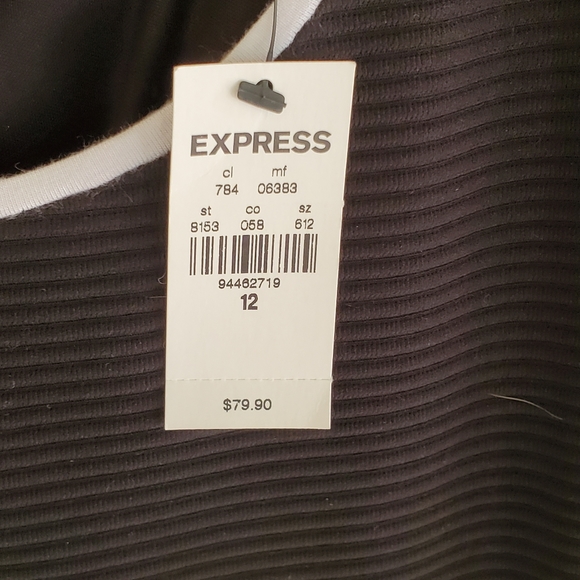 EXPRESS
cl mf
784 06383
st co sz
8153 058 612
94462719
12
$79.90